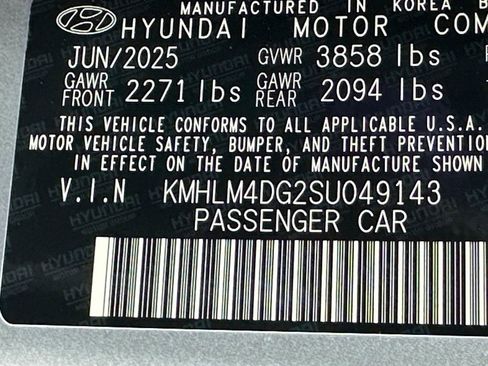 MANUFACTURED IN KOREA B
HYUNDAI MOTOR COM
JUN/2025 GVWR 3858 lbs
GAWR FRONT 2271 lbs GAWR REAR 2094 lbs
THIS VEHICLE CONFORMS TO ALL APPLICABLE U.S.A.
MOTOR VEHICLE SAFETY, BUMPER, AND THEFT PREVENTION
IN EFFECT ON THE DATE OF MANUFACTURE SHOWN
V.I.N KMHLM4DG2SU049143
PASSENGER CAR